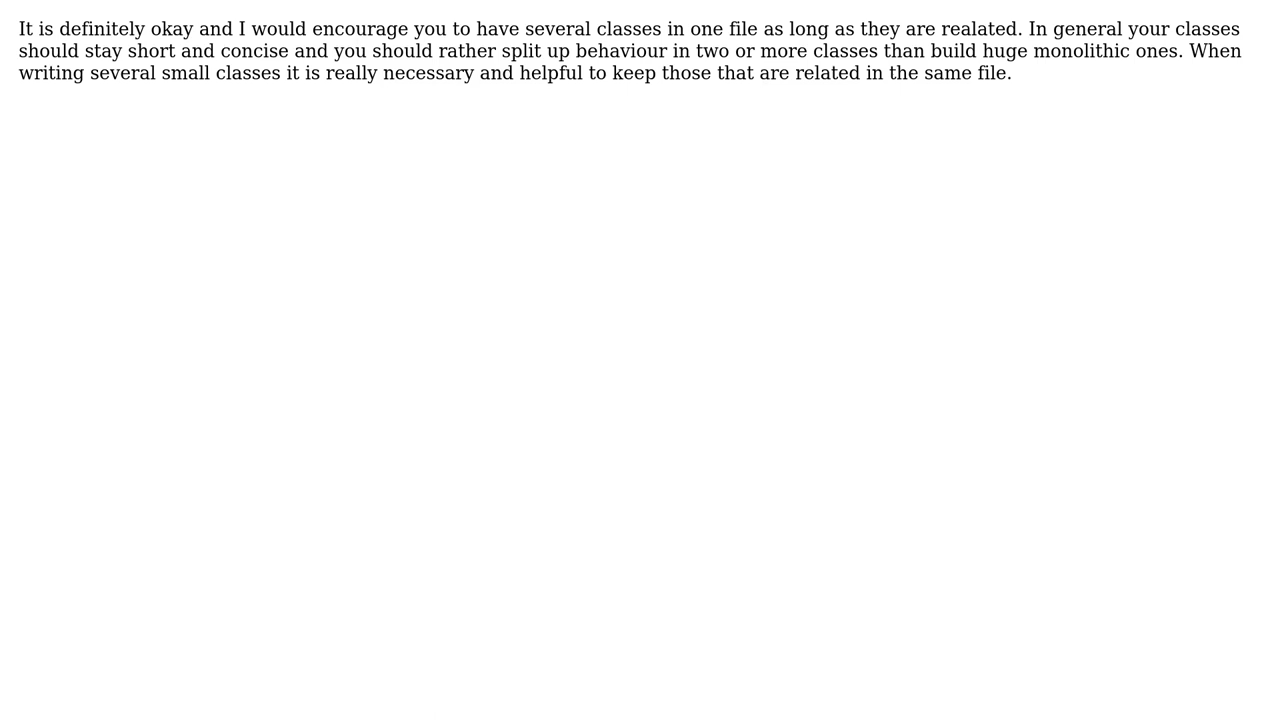 It is definitely okay and I would encourage you to have several classes in one file as long as they are realated. In general your classes
should stay short and concise and you should rather split up behaviour in two or more classes than build huge monolithic ones. When
writing several small classes it is really necessary and helpful to keep those that are related in the same file.